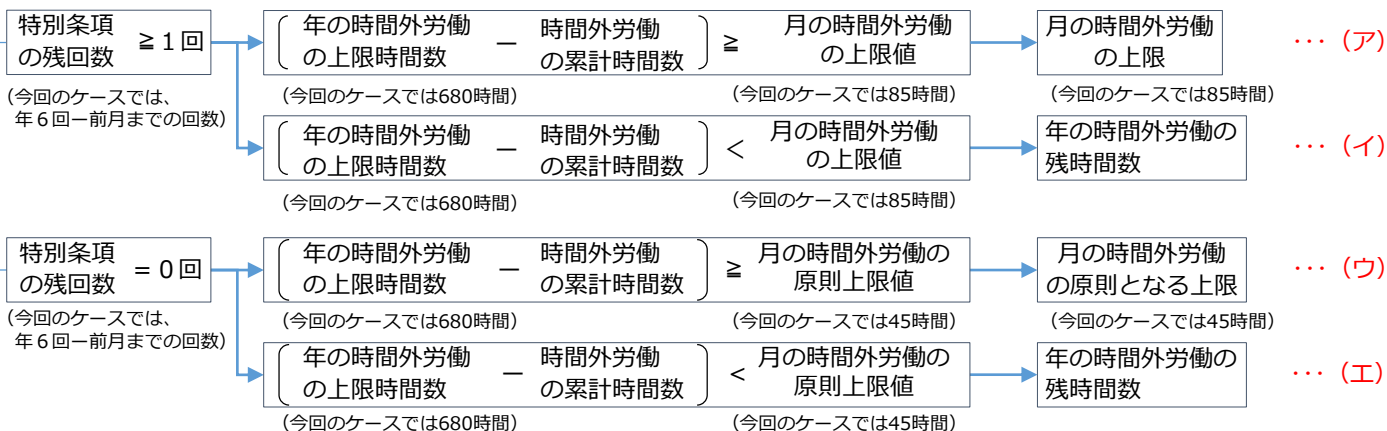 特別条項
の残回数 ≧１回
(今回のケースでは、
年６回ー前月までの回数)
年の時間外労働
の上限時間数
ー
時間外労働
の累計時間数
≧
月の時間外労働
の上限値
月の時間外労働
の上限
･･･（ア）
(今回のケースでは680時間)
(今回のケースでは85時間)
(今回のケースでは85時間)
年の時間外労働
の上限時間数
ー
時間外労働
の累計時間数
＜
月の時間外労働
の上限値
年の時間外労働の
残時間数
･･･（イ）
(今回のケースでは680時間)
(今回のケースでは85時間)
特別条項
の残回数 ＝０回
(今回のケースでは、
年６回ー前月までの回数)
年の時間外労働
の上限時間数
ー
時間外労働
の累計時間数
≧
月の時間外労働の
原則上限値
月の時間外労働
の原則となる上限
･･･（ウ）
(今回のケースでは680時間)
(今回のケースでは45時間)
(今回のケースでは45時間)
年の時間外労働
の上限時間数
ー
時間外労働
の累計時間数
＜
月の時間外労働の
原則上限値
年の時間外労働の
残時間数
･･･（エ）
(今回のケースでは680時間)
(今回のケースでは45時間)